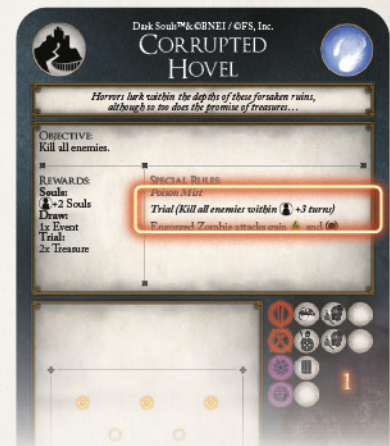 Dark Souls™&©BNEI / ©FS, Inc.
CORRUPTED
HOVEL
Horrors lurk within the depths of these forsaken ruins,
although so too does the promise of treasures…
OBJECTIVE:
Kill all enemies.
REWARDS:
Souls:
+2 Souls
Draw:
1x Event
Trial:
2x Treasure
SPECIAL RULES:
Poison Mist
Trial (Kill all enemies within +3 turns)
Engorged Zombie attacks gain and
1